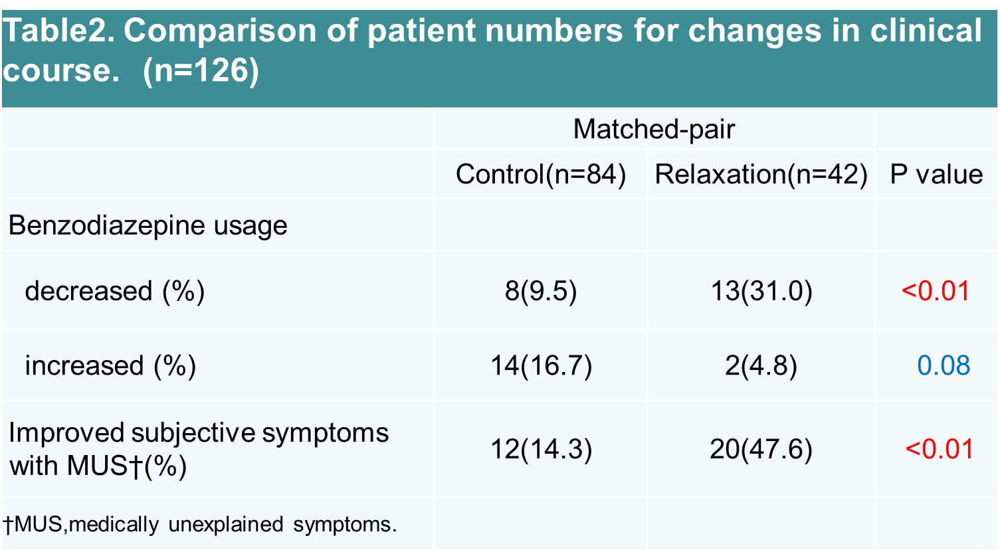 Table2. Comparison of patient numbers for changes in clinical
course. (n=126)
Matched-pair
Control(n=84) Relaxation(n=42) P value
Benzodiazepine usage
decreased (%) 8(9.5) 13(31.0) <0.01
increased (%) 14(16.7) 2(4.8) 0.08
Improved subjective symptoms
with MUS†(%) 12(14.3) 20(47.6) <0.01
†MUS,medically unexplained symptoms.